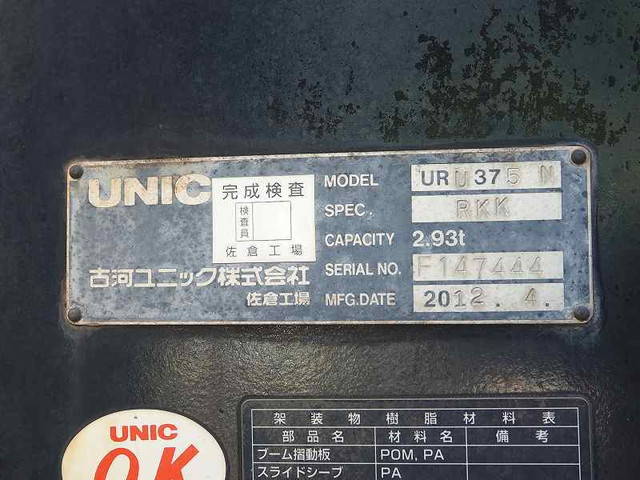 UNIC
完成検査
検査員
佐倉工場
古河ユニック株式会社
佐倉工場
MODEL URU375N
SPEC. RKK
CAPACITY 2.93t
SERIAL NO. F147444
MFG.DATE 2012. 4.
UNIC
O.K
架装物樹脂材料表
部品名 材料名 備考
ブーム摺動板 POM, PA
スライドシーブ PA